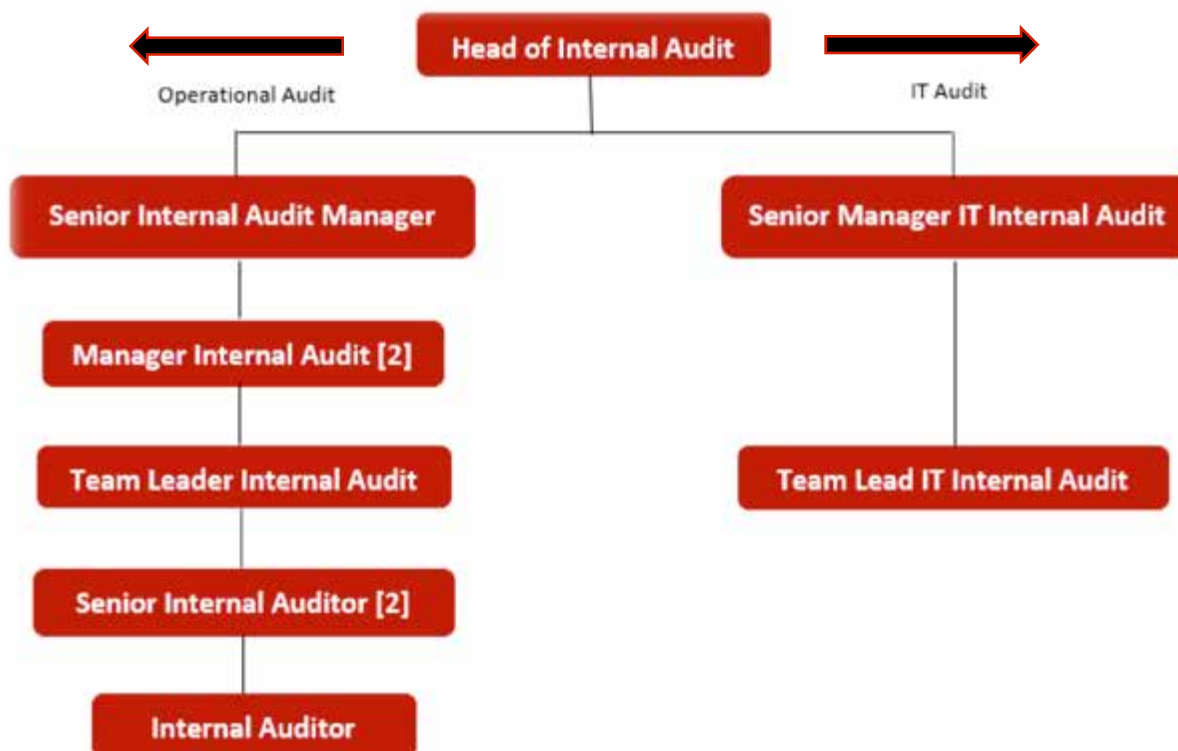 Head of Internal Audit
Operational Audit
IT Audit
Senior Internal Audit Manager
Senior Manager IT Internal Audit
Manager Internal Audit [2]
Team Leader Internal Audit
Team Lead IT Internal Audit
Senior Internal Auditor [2]
Internal Auditor